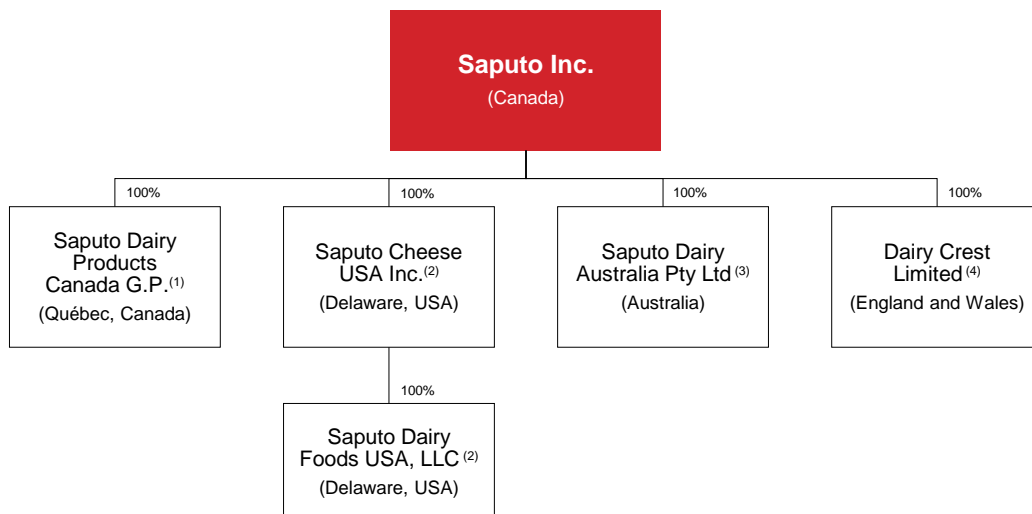 Saputo Inc.
(Canada)
100%
100%
100%
100%
Saputo Dairy
Products
Canada G.P.(1)
(Québec, Canada)
Saputo Cheese
USA Inc.(2)
(Delaware, USA)
Saputo Dairy
Australia Pty Ltd (3)
(Australia)
Dairy Crest
Limited (4)
(England and Wales)
100%
Saputo Dairy
Foods USA, LLC (2)
(Delaware, USA)